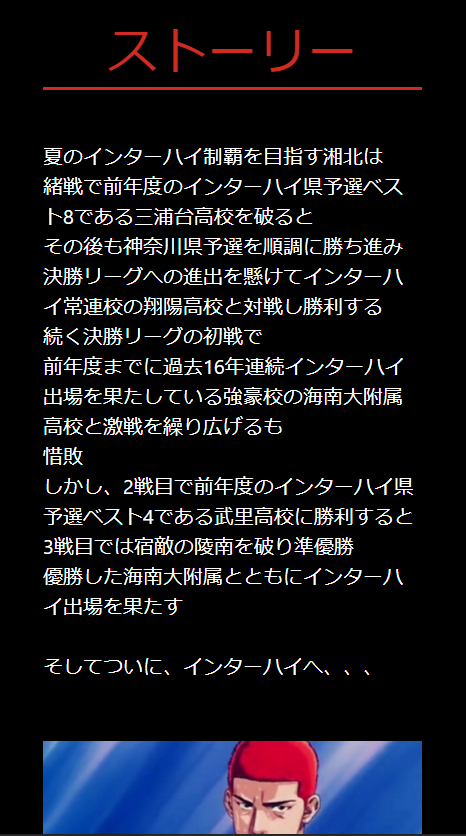 ストーリー
夏のインターハイ制覇を目指す湘北は
緒戦で前年度のインターハイ県予選ベス
ト8である三浦台高校を破ると
その後も神奈川県予選を順調に勝ち進み
決勝リーグへの進出を懸けてインターハ
イ常連校の翔陽高校と対戦し勝利する
続く決勝リーグの初戦で
前年度までに過去16年連続インターハイ
出場を果たしている強豪校の海南大附属
高校と激戦を繰り広げるも
惜敗
しかし、2戦目で前年度のインターハイ県
予選ベスト4である武里高校に勝利すると
3戦目では宿敵の陵南を破り準優勝
優勝した海南大附属とともにインターハ
イ出場を果たす
そしてついに、インターハイへ、、、